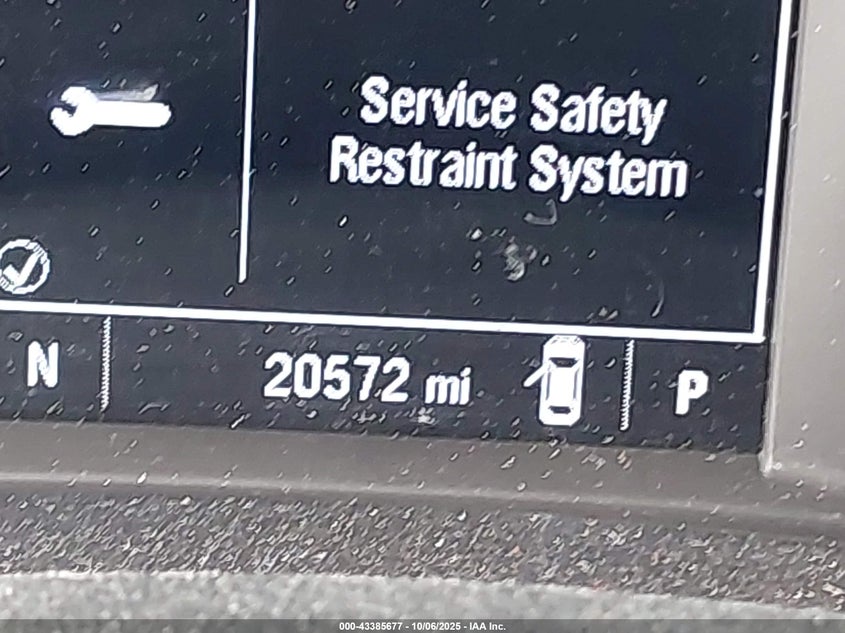 Service Safety
Restraint System
N
20572 mi
P
000-43385677 - 10/06/2025 - IAA Inc.